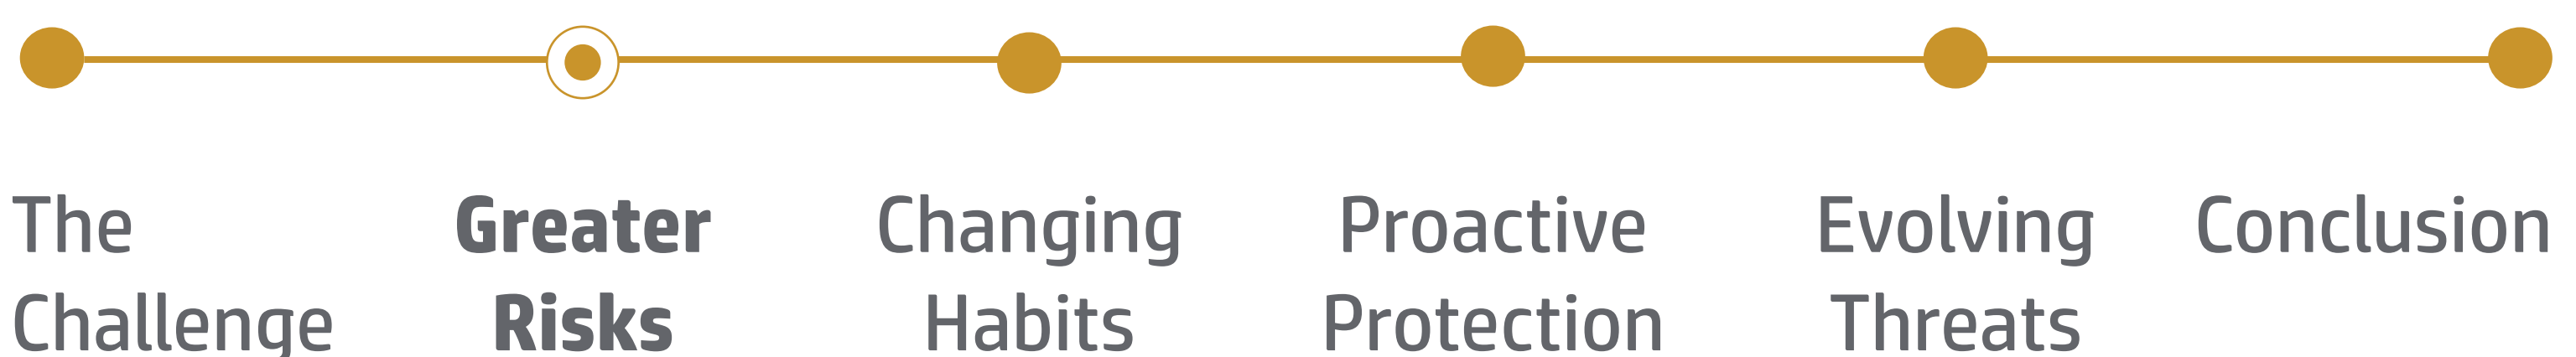 The
Challenge
Greater
Risks
Changing
Habits
Proactive
Protection
Evolving
Threats
Conclusion